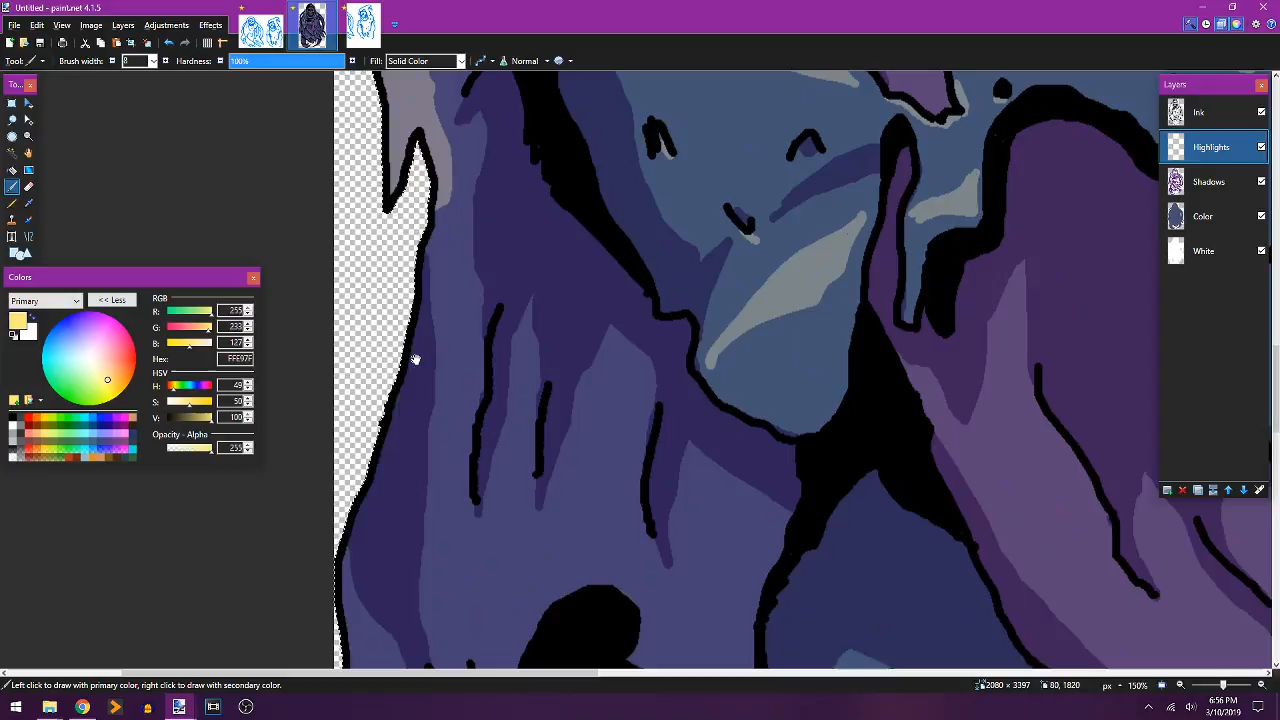 Untitled - paint.net 4.1.5
File Edit View Image Layers Adjustments Effects
Tool: Brush width: 8 Hardness: 100% Fill: Solid Color Normal
To...
Layers
Ink
Highlights
Shadows
Color
White
Colors
Primary << Less RGB
R: 255
G: 233
B: 127
Hex: FFE97F
HSV
H: 49
S: 50
V: 100
Opacity - Alpha
255
Left click to draw with primary color, right click to draw with secondary color. 2080 × 3397 80, 1820 px 150%
6:56 PM
3/10/2019